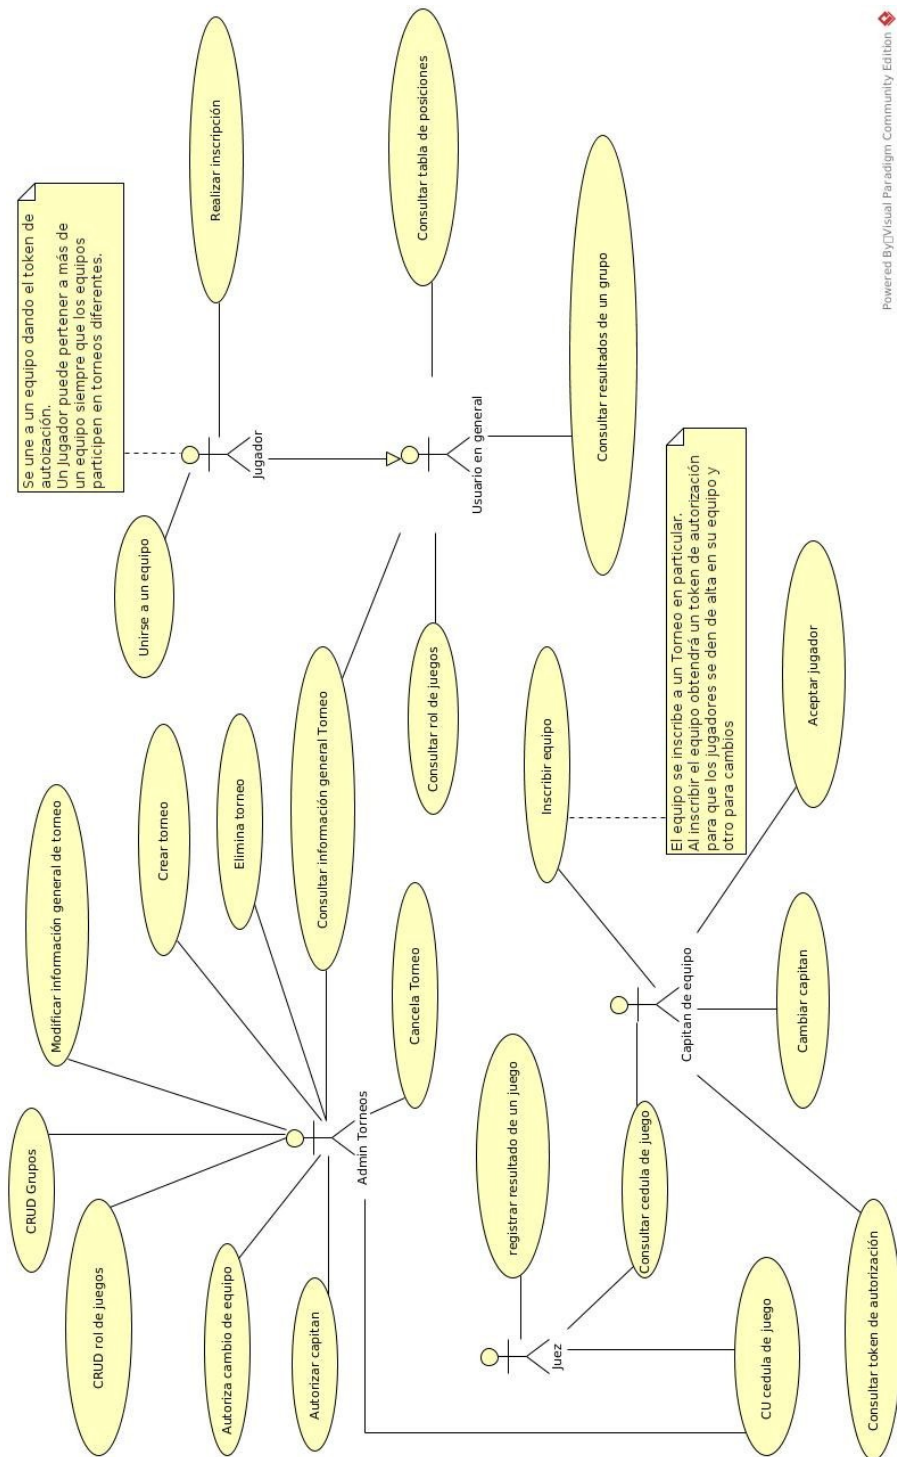 CRUD Grupos
Modificar información general de torneo
CRUD rol de juegos
Crear torneo
Autoriza cambio de equipo
Elimina torneo
Autorizar capitan
Consultar información general Torneo
Admin Torneos
Cancela Torneo
Se une a un equipo dando el token de
autoización.
Un jugador puede pertener a más de
un equipo siempre que los equipos
participen en torneos diferentes.
Unirse a un equipo
Realizar inscripción
Jugador
Consultar tabla de posiciones
Consultar rol de juegos
Usuario en general
Consultar resultados de un grupo
registrar resultado de un juego
Juez
Consultar cedula de juego
Inscribir equipo
Capitan de equipo
El equipo se inscribe a un Torneo en particular.
Al inscribir el equipo obtendrá un token de autorización
para que los jugadores se den de alta en su equipo y
otro para cambios
CU cedula de juego
Cambiar capitan
Aceptar jugador
Consultar token de autorización
Powered By Visual Paradigm Community Edition